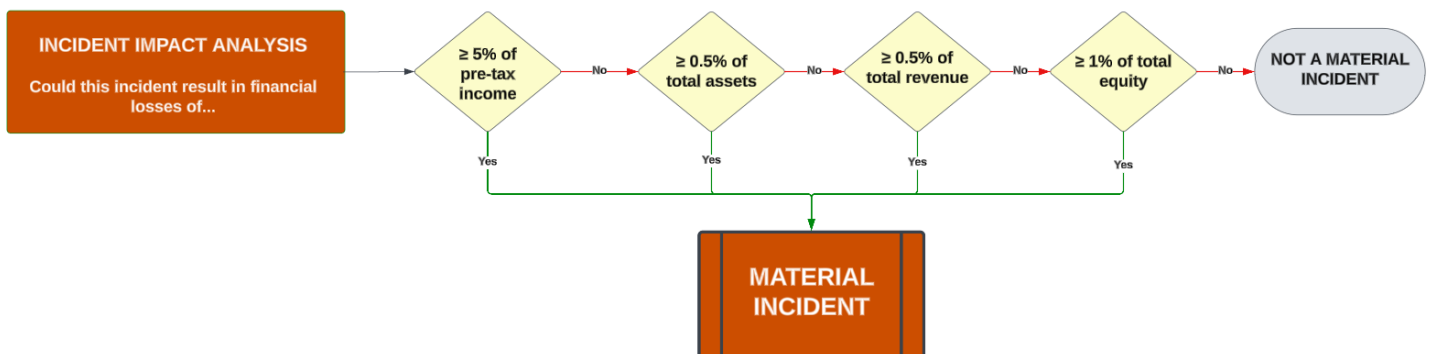 INCIDENT IMPACT ANALYSIS
Could this incident result in financial
losses of...
≥ 5% of
pre-tax
income
No
≥ 0.5% of
total assets
No
≥ 0.5% of
total revenue
No
≥ 1% of total
equity
No
NOT A MATERIAL
INCIDENT
Yes
Yes
Yes
Yes
MATERIAL
INCIDENT